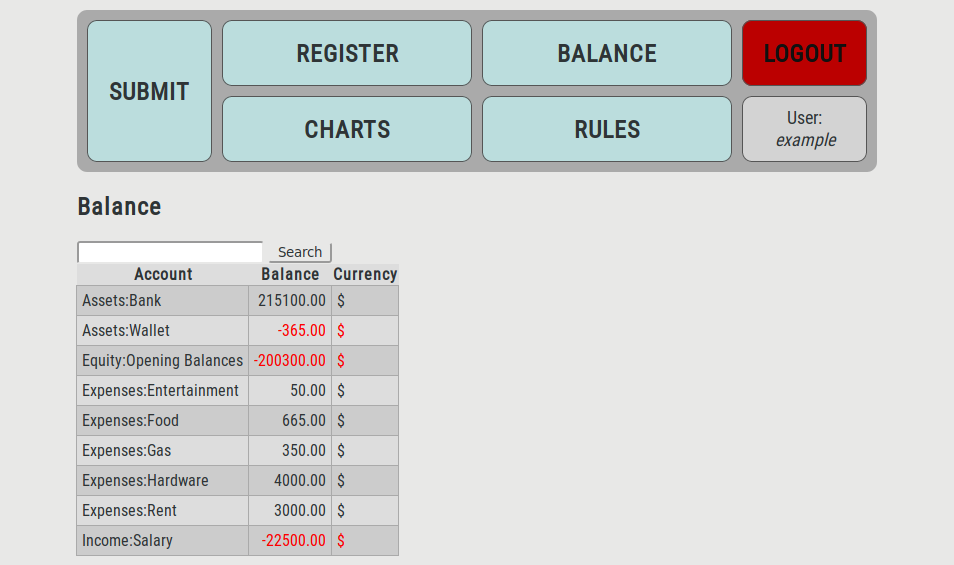 SUBMIT
REGISTER
BALANCE
LOGOUT
CHARTS
RULES
User:
example
Balance
Search
Account Balance Currency
Assets:Bank 215100.00 $
Assets:Wallet -365.00 $
Equity:Opening Balances -200300.00 $
Expenses:Entertainment 50.00 $
Expenses:Food 665.00 $
Expenses:Gas 350.00 $
Expenses:Hardware 4000.00 $
Expenses:Rent 3000.00 $
Income:Salary -22500.00 $